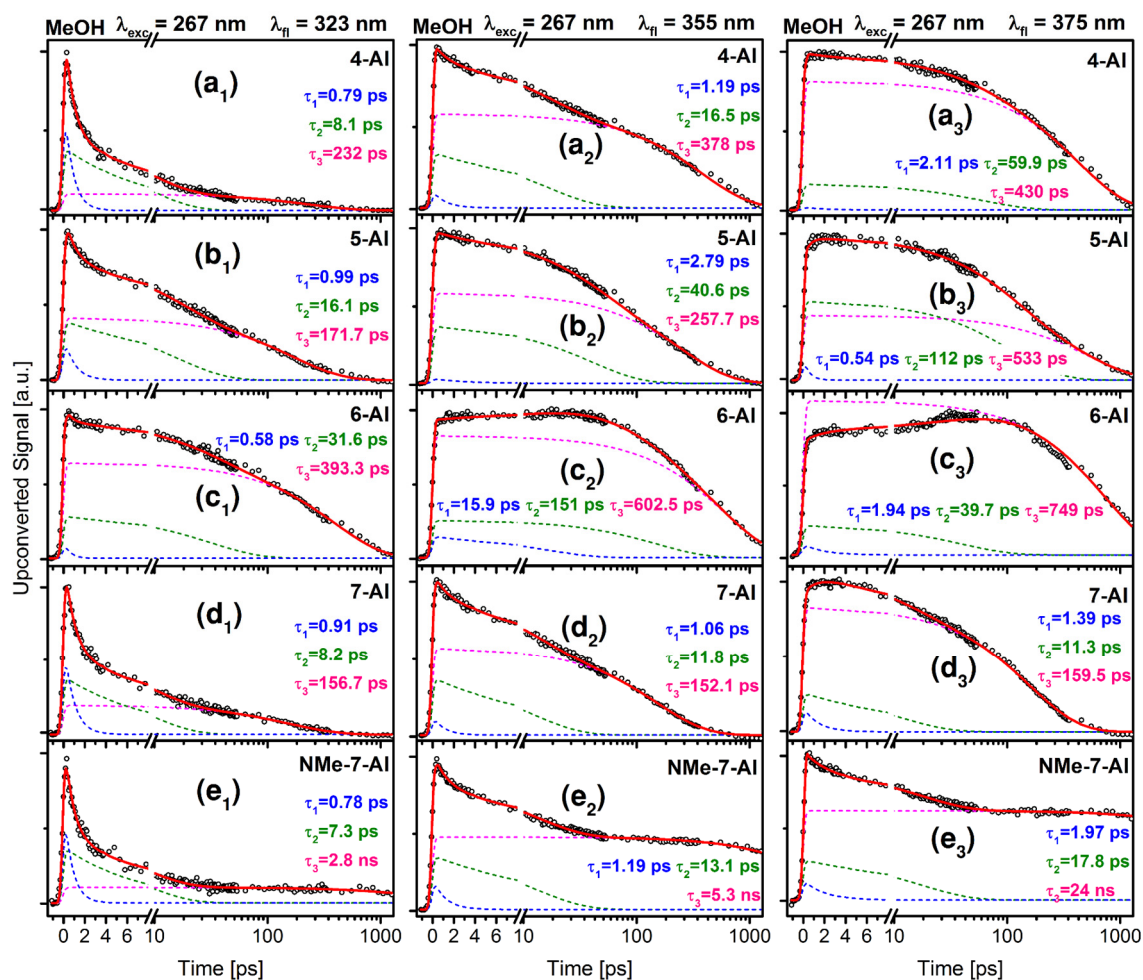 MeOH λexc = 267 nm λfl = 323 nm
MeOH λexc = 267 nm λfl = 355 nm
MeOH λexc = 267 nm λfl = 375 nm
4-AI
(a1)
τ1=0.79 ps
τ2=8.1 ps
τ3=232 ps
4-AI
τ1=1.19 ps
τ2=16.5 ps
(a2)
τ3=378 ps
4-AI
(a3)
τ1=2.11 ps τ2=59.9 ps
τ3=430 ps
5-AI
(b1)
τ1=0.99 ps
τ2=16.1 ps
τ3=171.7 ps
5-AI
τ1=2.79 ps
τ2=40.6 ps
(b2)
τ3=257.7 ps
5-AI
(b3)
τ1=0.54 ps τ2=112 ps τ3=533 ps
6-AI
τ1=0.58 ps τ2=31.6 ps
τ3=393.3 ps
(c1)
6-AI
(c2)
τ1=15.9 ps τ2=151 ps τ3=602.5 ps
6-AI
(c3)
τ1=1.94 ps τ2=39.7 ps τ3=749 ps
7-AI
(d1)
τ1=0.91 ps
τ2=8.2 ps
τ3=156.7 ps
7-AI
(d2)
τ1=1.06 ps
τ2=11.8 ps
τ3=152.1 ps
7-AI
τ1=1.39 ps
τ2=11.3 ps
(d3)
τ3=159.5 ps
NMe-7-AI
(e1)
τ1=0.78 ps
τ2=7.3 ps
τ3=2.8 ns
NMe-7-AI
(e2)
τ1=1.19 ps τ2=13.1 ps
τ3=5.3 ns
NMe-7-AI
(e3)
τ1=1.97 ps
τ2=17.8 ps
τ3=24 ns
Upconverted Signal [a.u.]
0 2 4 6 10 100 1000
0 2 4 6 10 100 1000
0 2 4 6 10 100 1000
Time [ps]
Time [ps]
Time [ps]